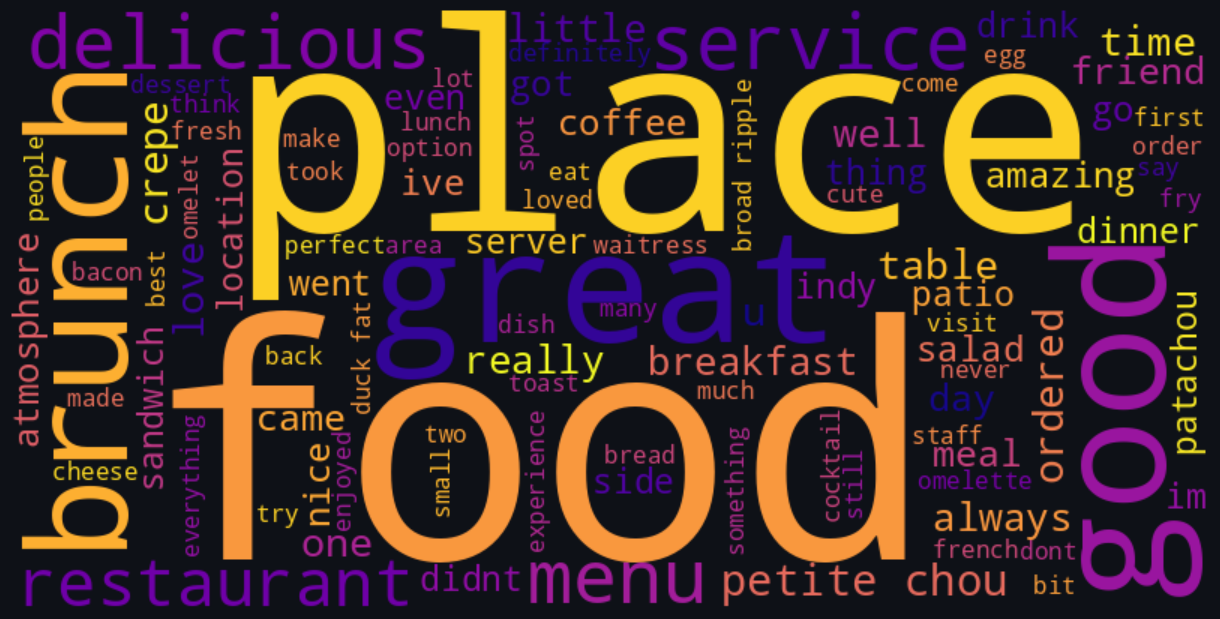 delicious
place
little
definitely
service
drink
egg
time
friend
dessert
think
fresh
lot
even
lunch
option
got
come
go
first
order
say
fry
brunch
people
crepe
omelet
location
make
took
ive
spot
coffee
eat
loved
broad ripple
well
thing
cute
amazing
dinner
perfect
area
server
waitress
atmosphere
bacon
best
love
went
great
many
u
indy
table
patio
visit
salad
never
good
patachou
sandwich
made
back
duck fat
dish
really
toast
breakfast
much
day
ordered
food
came
two
small
bread
side
cocktail
still
staff
meal
omelette
cheese
everything
try
nice
enjoyed
experience
something
always
im
one
french
dont
restaurant
didnt
menu
petite chou
bit